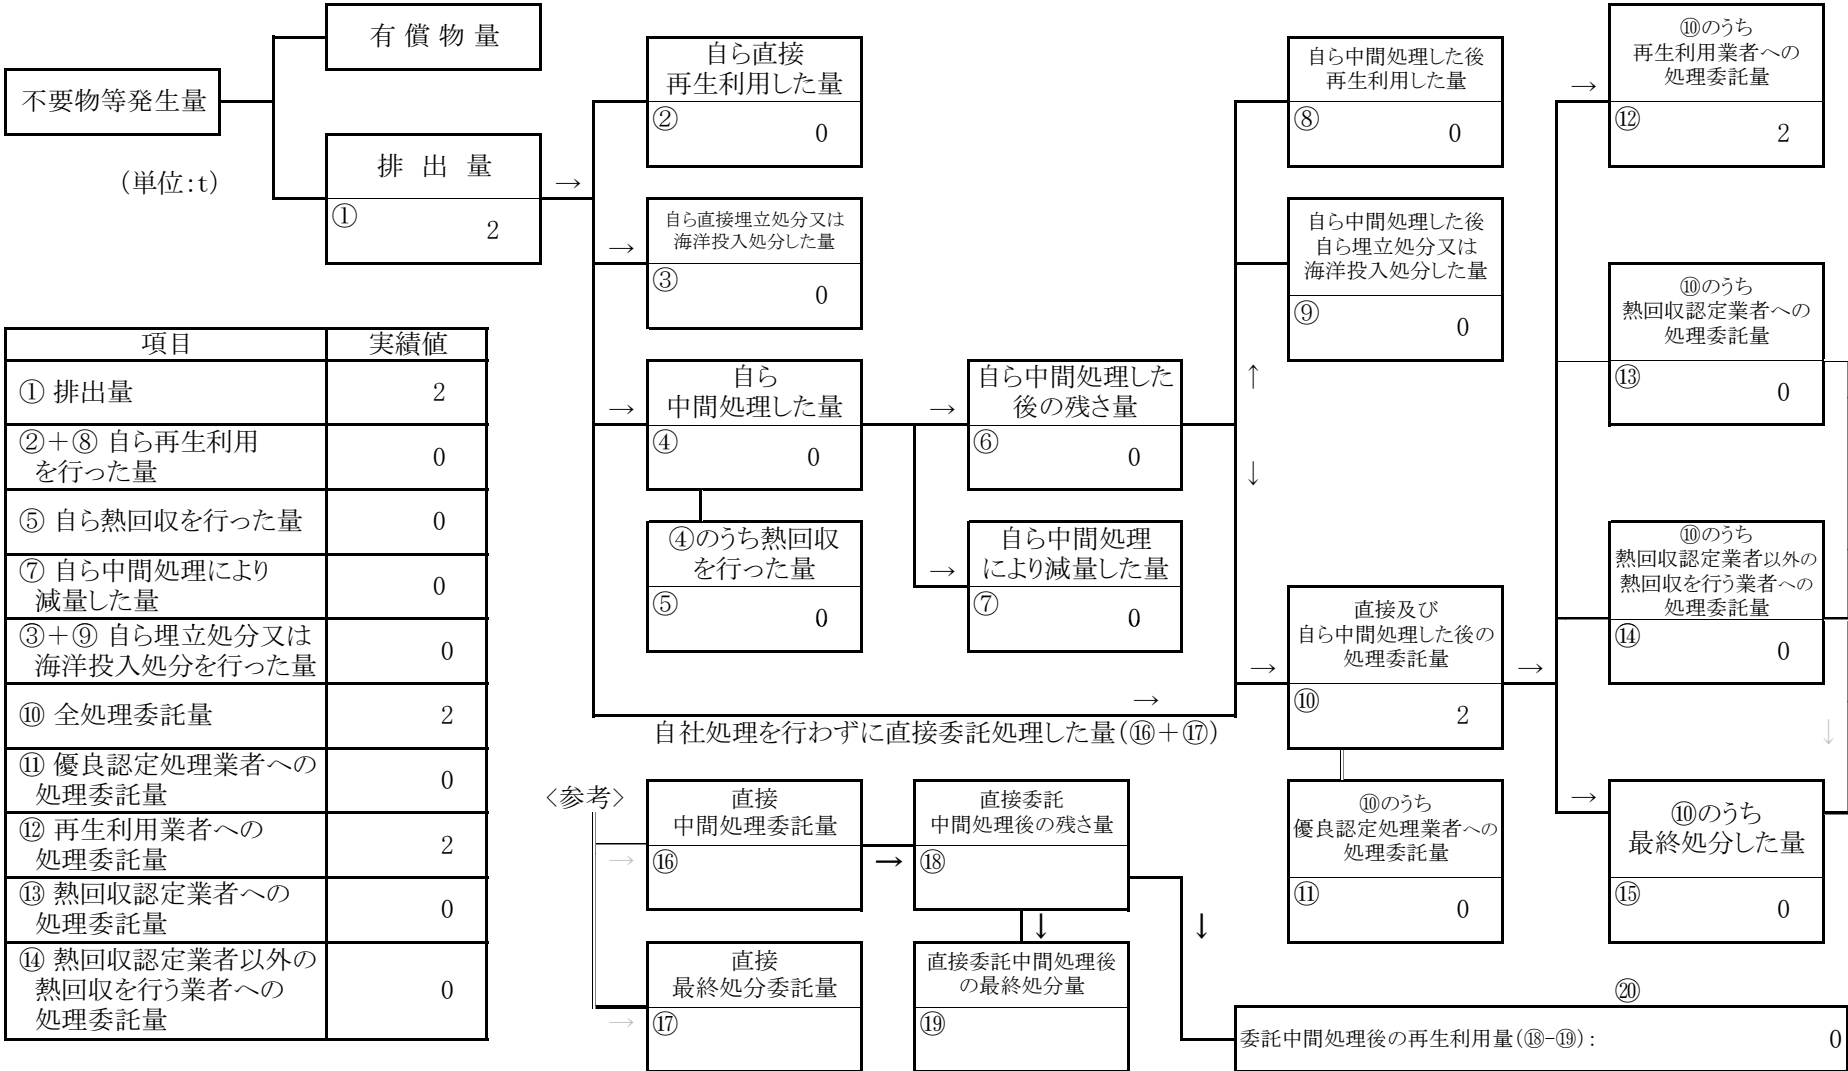 不要物等発生量
(単位:t)
有 償 物 量
排 出 量
①
2
→
自ら直接
再生利用した量
②
0
→
自ら直接埋立処分又は
海洋投入処分した量
③
0
→
自ら
中間処理した量
④
0
④のうち熱回収
を行った量
⑤
0
→
自ら中間処理した
後の残さ量
⑥
0
→
自ら中間処理
により減量した量
⑦
0
自ら中間処理した後
再生利用した量
⑧
0
自ら中間処理した後
自ら埋立処分又は
海洋投入処分した量
⑨
0
↑
↓
→
自社処理を行わずに直接委託処理した量(⑯+⑰)
→
直接及び
自ら中間処理した後の
処理委託量
⑩
2
⑩のうち
優良認定処理業者への
処理委託量
⑪
0
→
→
⑩のうち
再生利用業者への
処理委託量
⑫
2
⑩のうち
熱回収認定業者への
処理委託量
⑬
0
⑩のうち
熱回収認定業者以外の
熱回収を行う業者への
処理委託量
⑭
0
↓
→
⑩のうち
最終処分した量
⑮
0
項目 実績値
① 排出量 2
②+⑧ 自ら再生利用
を行った量 0
⑤ 自ら熱回収を行った量 0
⑦ 自ら中間処理により
減量した量 0
③+⑨ 自ら埋立処分又は
海洋投入処分を行った量 0
⑩ 全処理委託量 2
⑪ 優良認定処理業者への
処理委託量 0
⑫ 再生利用業者への
処理委託量 2
⑬ 熱回収認定業者への
処理委託量 0
⑭ 熱回収認定業者以外の
熱回収を行う業者への
処理委託量 0
〈参考〉
→
直接
中間処理委託量
⑯
→
直接委託
中間処理後の残さ量
⑱
↓
↓
→
直接
最終処分委託量
⑰
直接委託中間処理後
の最終処分量
⑲
⑳
委託中間処理後の再生利用量(⑱-⑲): 0